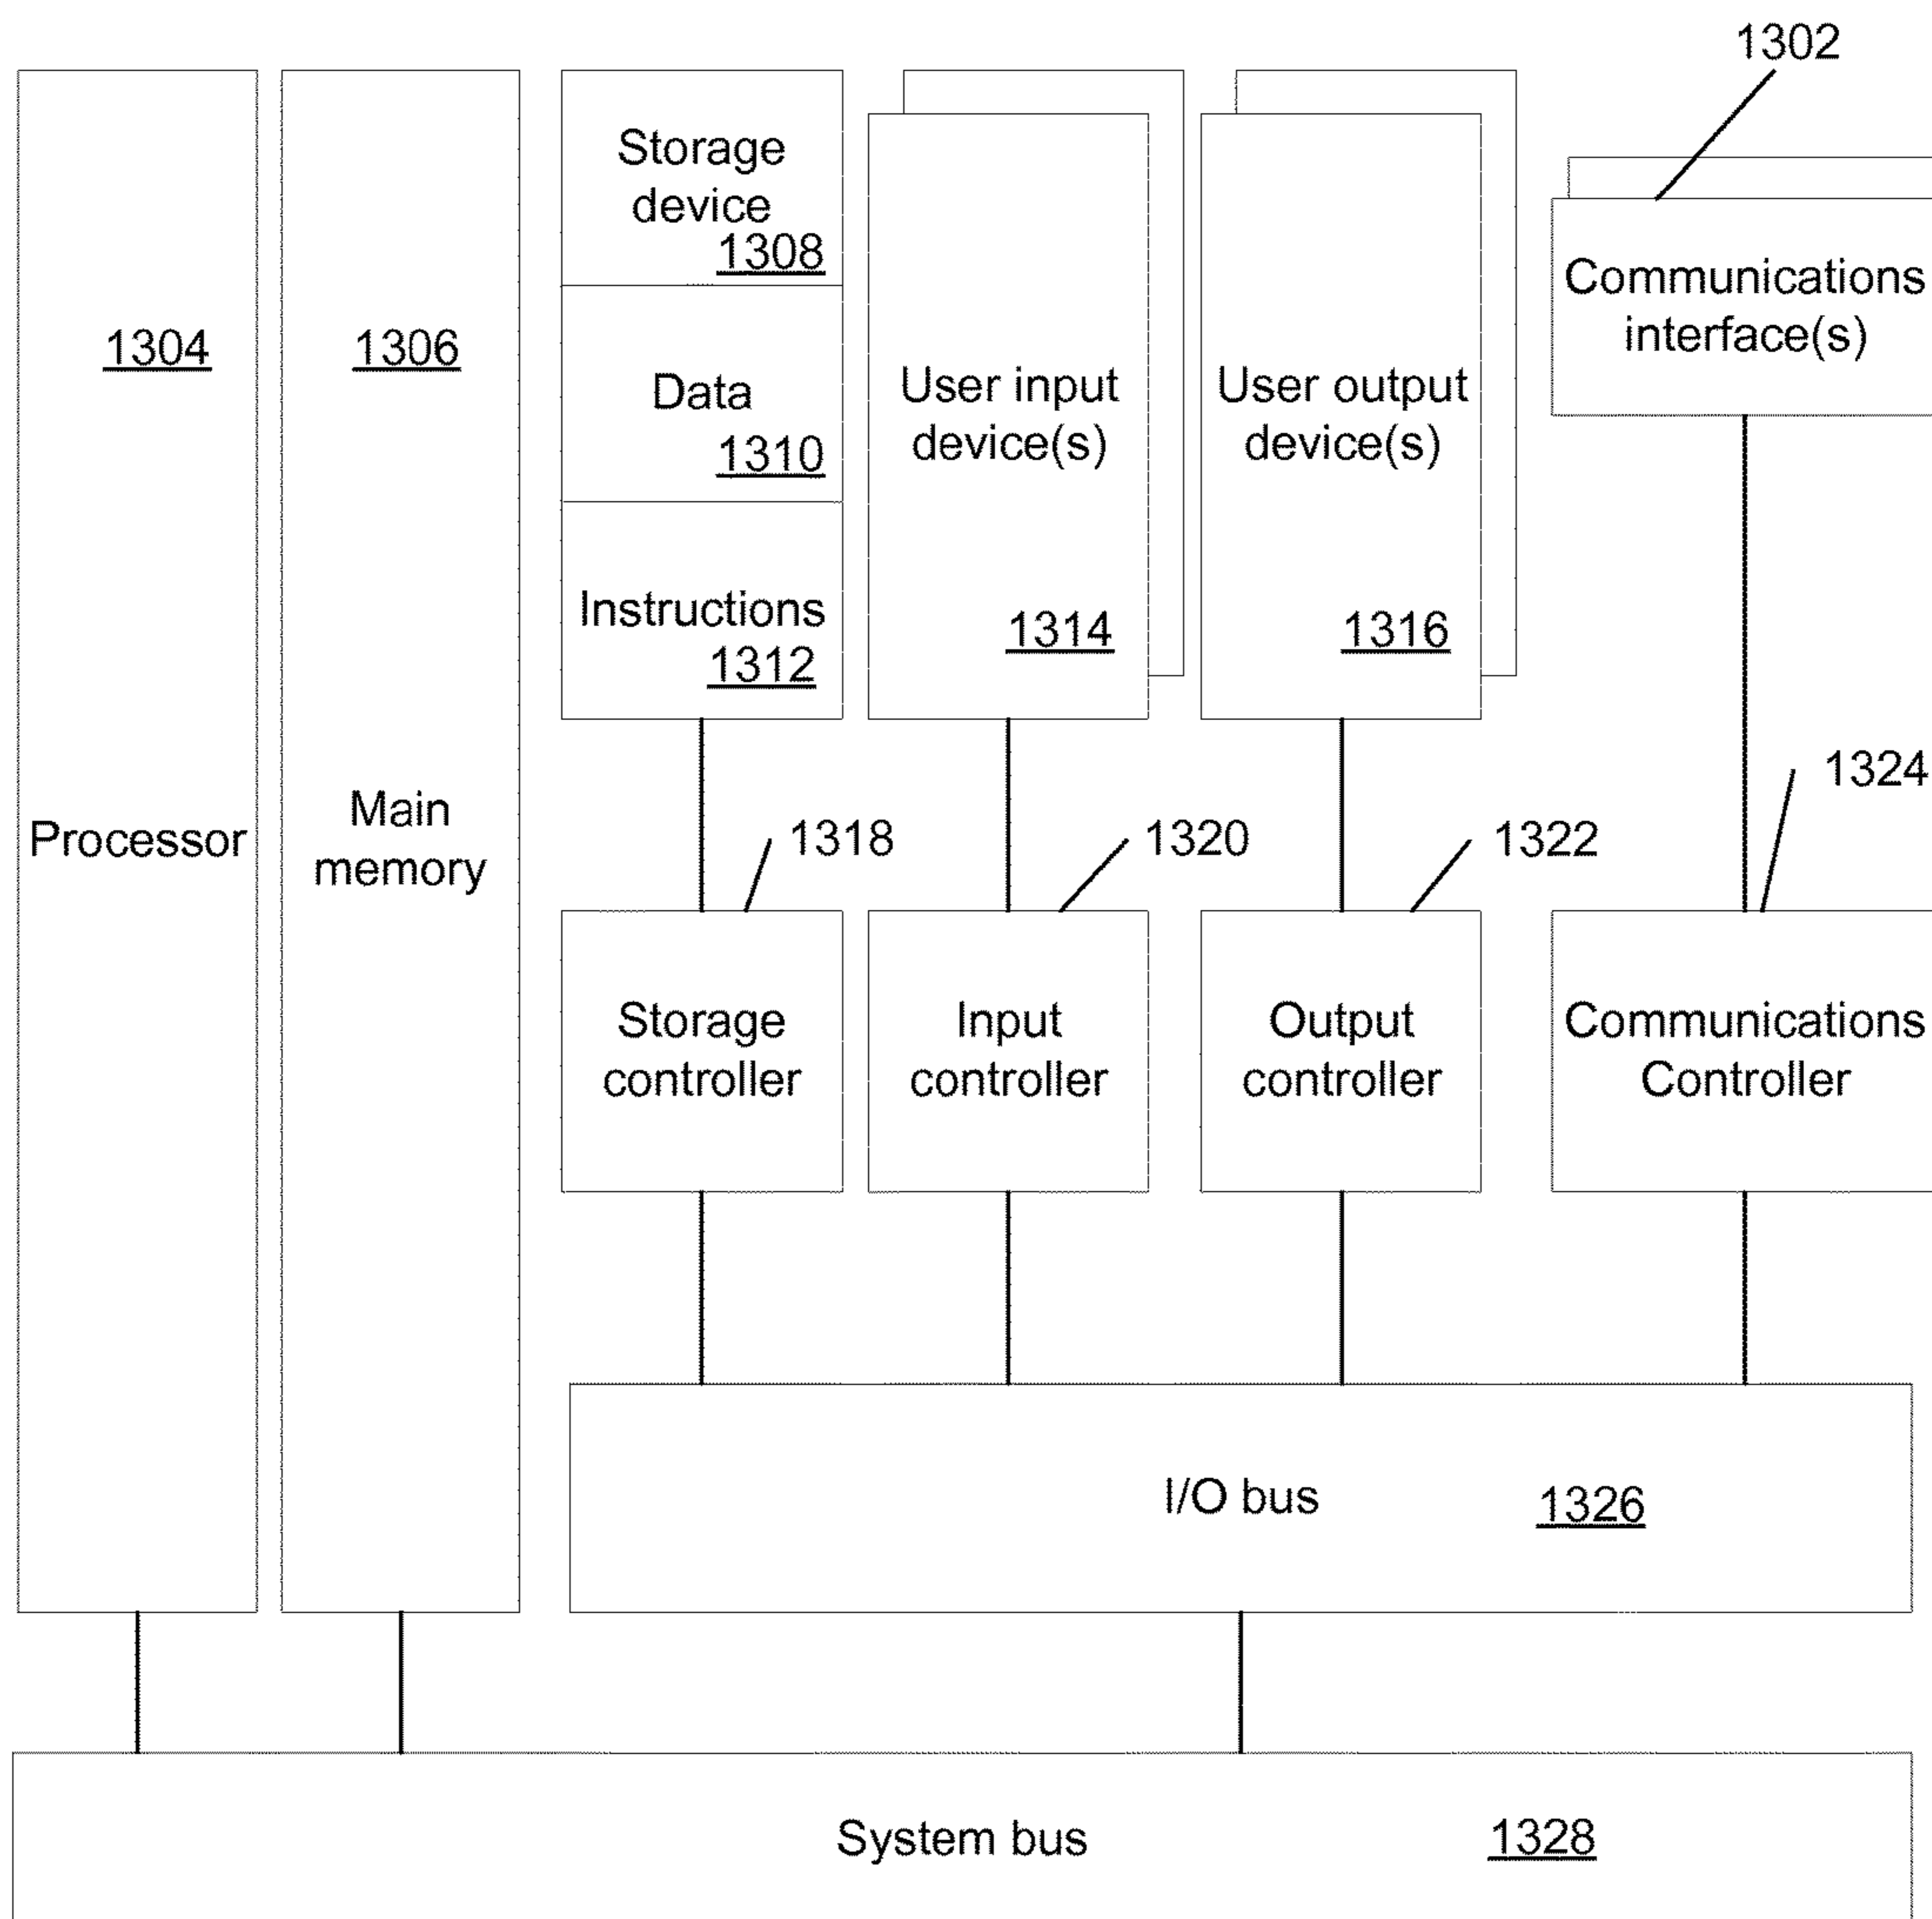 1302
Storage
device
1308
Communications
interface(s)
1304
1306
Data
1310
User input
device(s)
User output
device(s)
Instructions
1312
1314
1316
1324
Processor
Main
memory
1318
1320
1322
Storage
controller
Input
controller
Output
controller
Communications
Controller
I/O bus
1326
System bus
1328